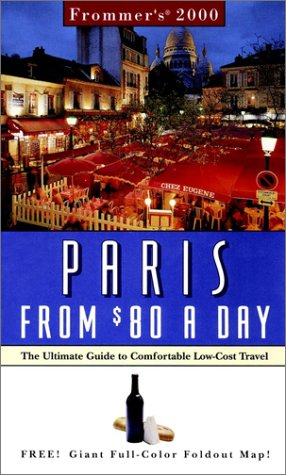 Frommer's® 2000
CHEZ EUGENE
PARIS
FROM $80 A DAY
The Ultimate Guide to Comfortable Low-Cost Travel
FREE! Giant Full-Color Foldout Map!